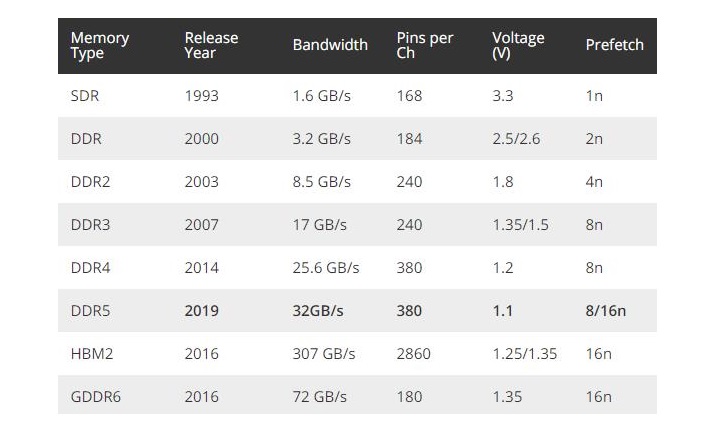 Memory Type Release Year Bandwidth Pins per Ch Voltage (V) Prefetch
SDR 1993 1.6 GB/s 168 3.3 1n
DDR 2000 3.2 GB/s 184 2.5/2.6 2n
DDR2 2003 8.5 GB/s 240 1.8 4n
DDR3 2007 17 GB/s 240 1.35/1.5 8n
DDR4 2014 25.6 GB/s 380 1.2 8n
DDR5 2019 32GB/s 380 1.1 8/16n
HBM2 2016 307 GB/s 2860 1.25/1.35 16n
GDDR6 2016 72 GB/s 180 1.35 16n